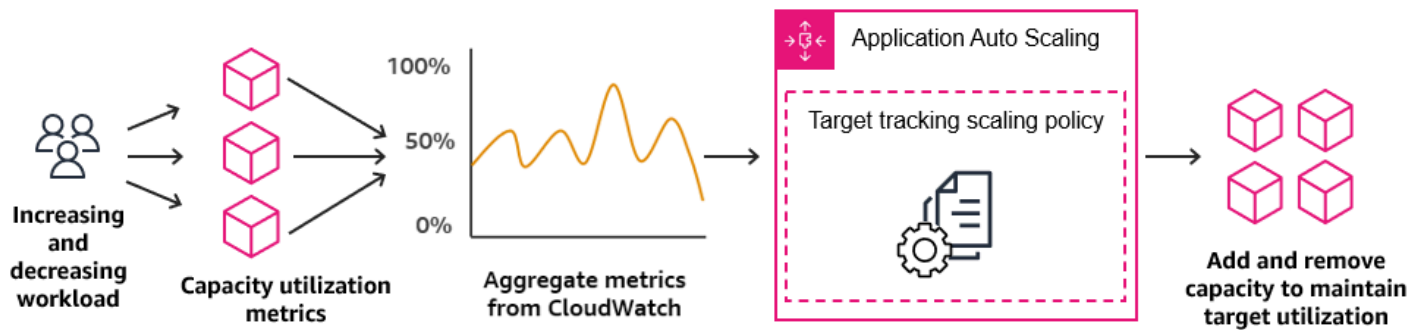 Increasing
and
decreasing
workload
Capacity utilization
metrics
100%
50%
0%
Aggregate metrics
from CloudWatch
Application Auto Scaling
Target tracking scaling policy
Add and remove
capacity to maintain
target utilization